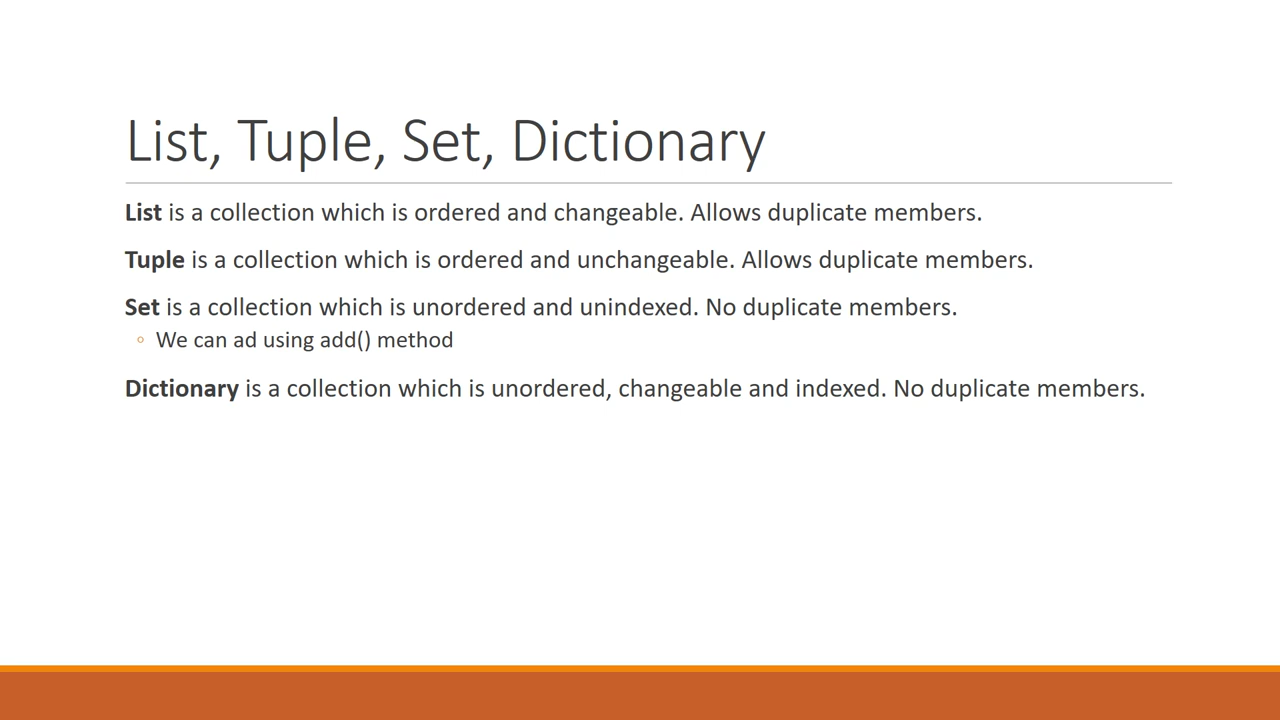 List, Tuple, Set, Dictionary
List is a collection which is ordered and changeable. Allows duplicate members.
Tuple is a collection which is ordered and unchangeable. Allows duplicate members.
Set is a collection which is unordered and unindexed. No duplicate members.
◦ We can ad using add() method
Dictionary is a collection which is unordered, changeable and indexed. No duplicate members.